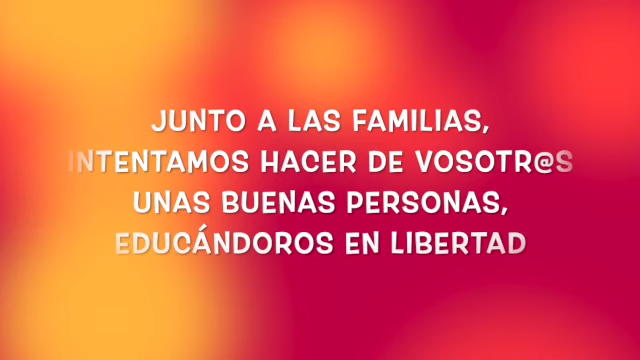 JUNTO A LAS FAMILIAS,
INTENTAMOS HACER DE VOSOTR@S
UNAS BUENAS PERSONAS,
EDUCÁNDOROS EN LIBERTAD